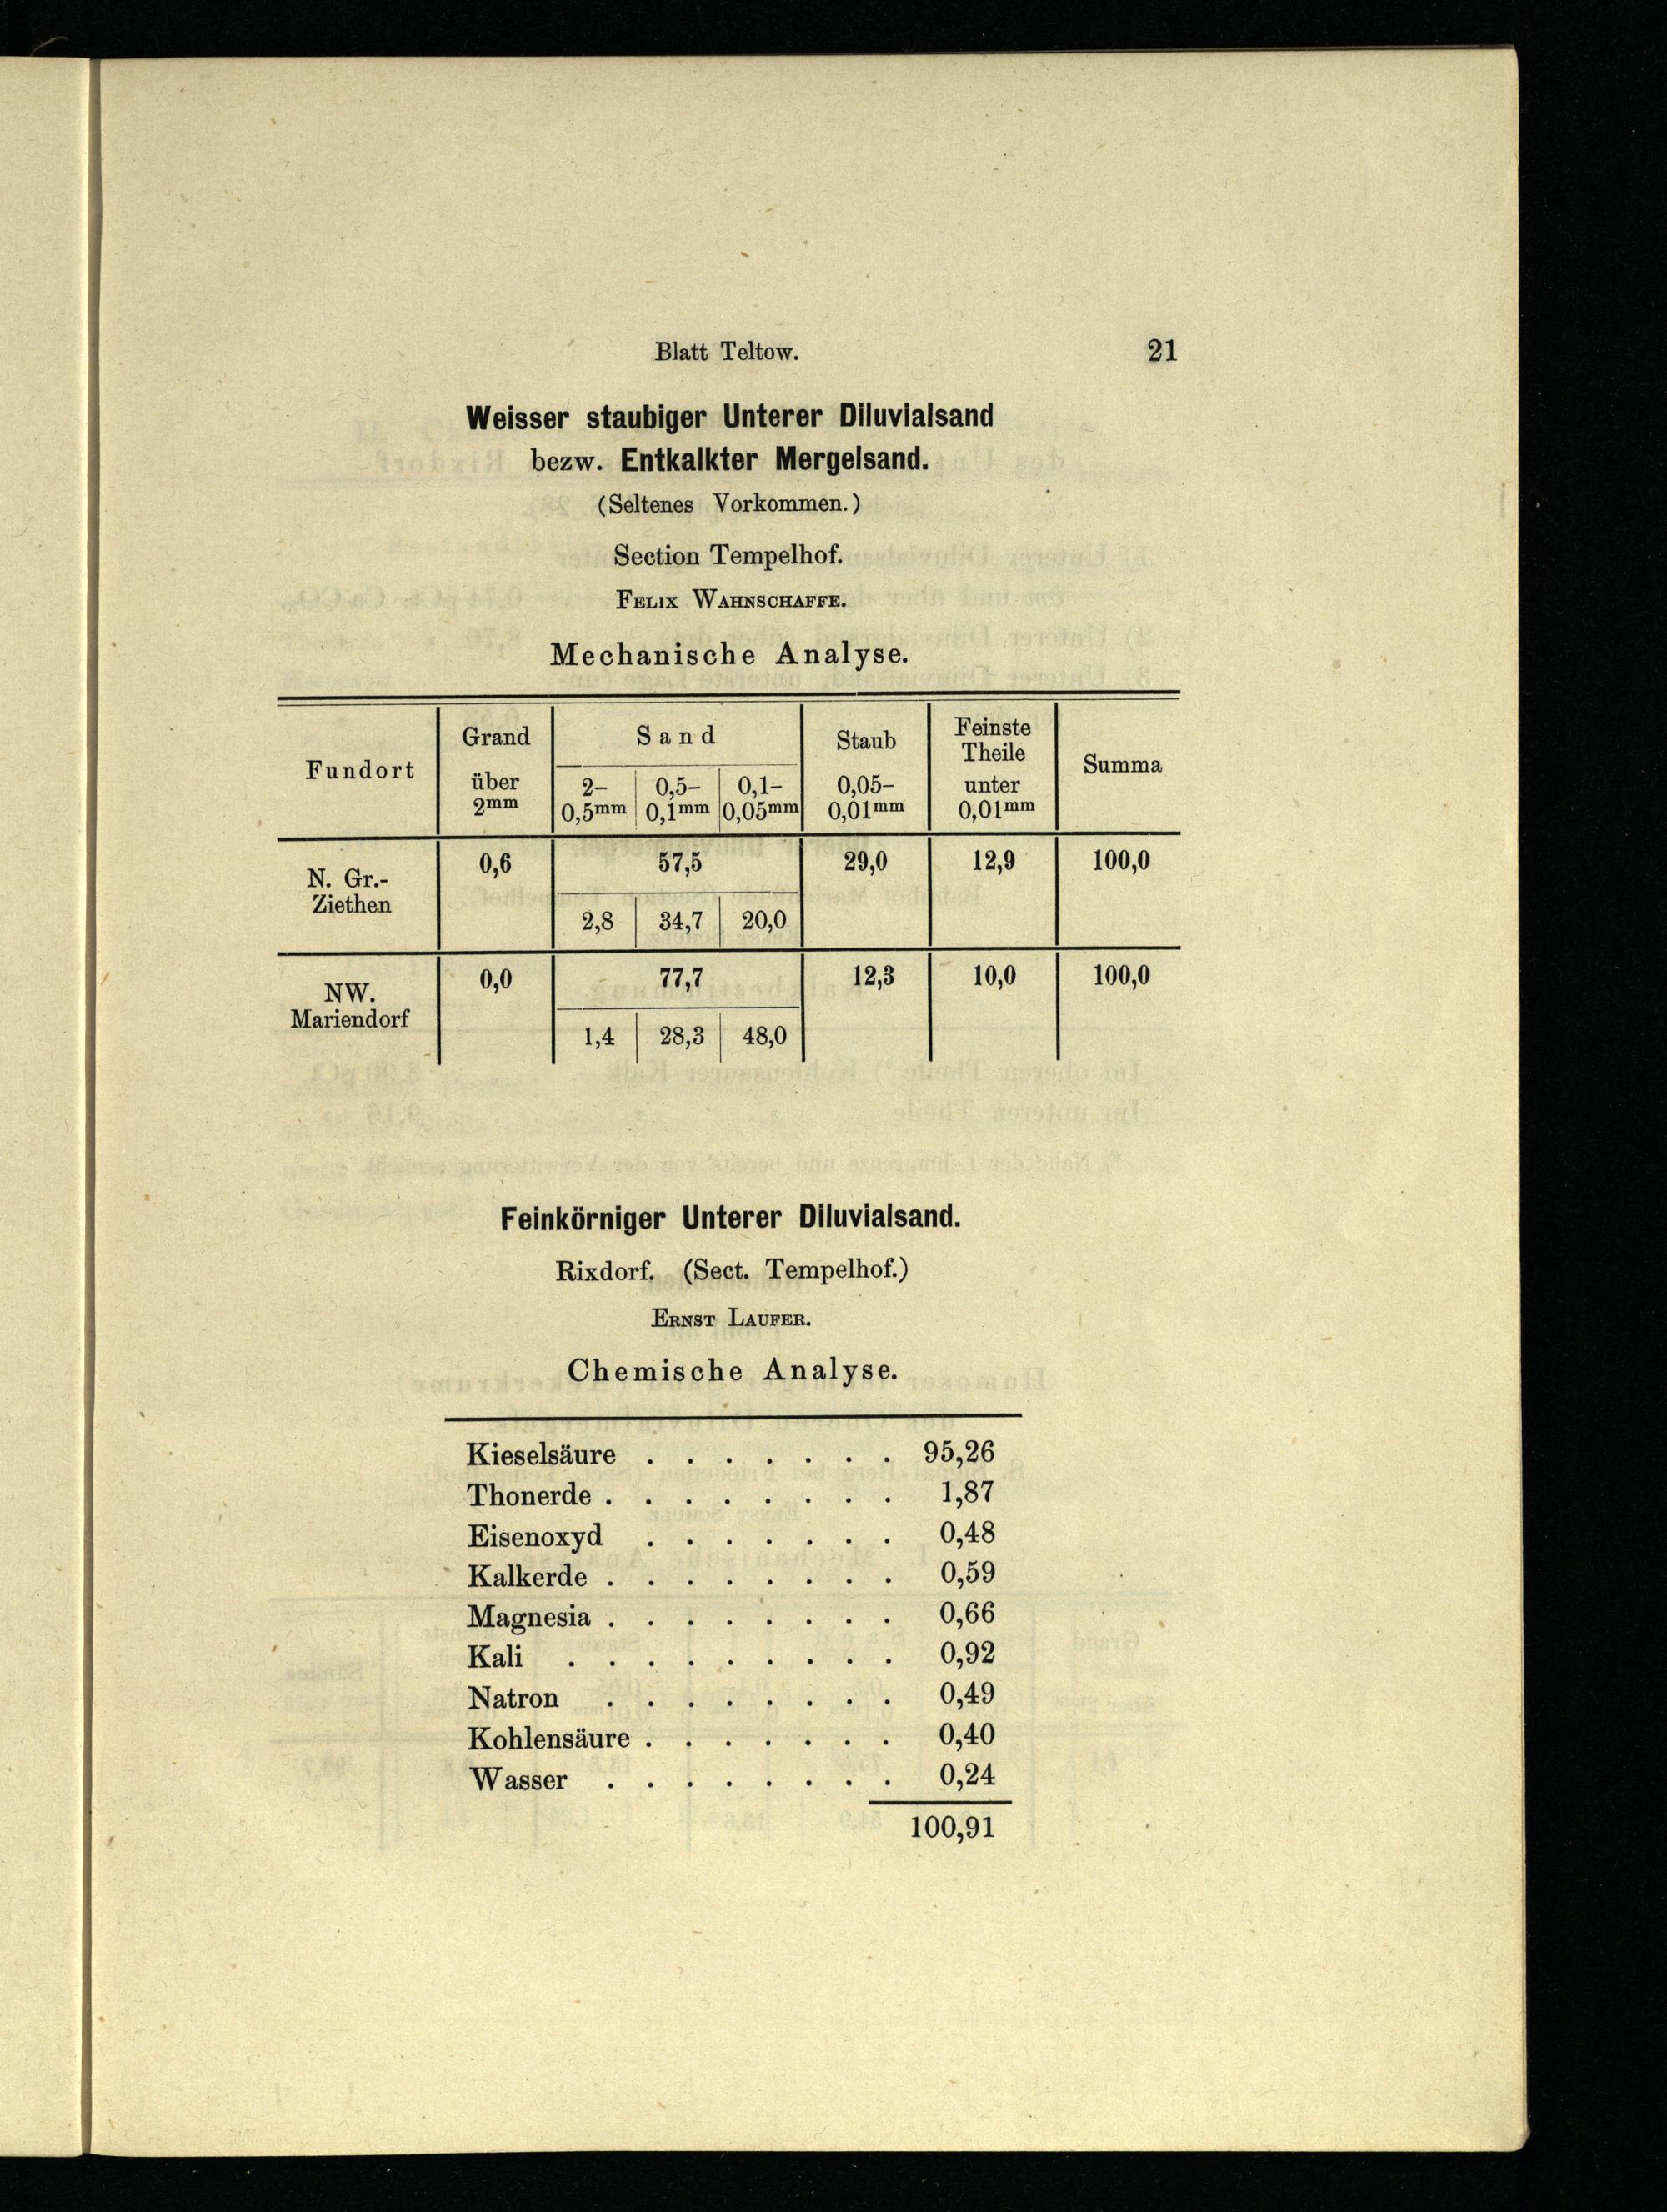 Blatt Teltow. 21
Weisser staubiger Unterer Diluvialsand
bezw. Entkalkter Mergelsand.
(Seltenes Vorkommen.)
Section Tempelhof.
FELIX WAHNSCHAFFE.
Mechanische Analyse.
Fundort | Grand über 2mm | Sand 2–0,5mm | 0,5–0,1mm | 0,1–0,05mm | Staub 0,05–0,01mm | Feinste Theile unter 0,01mm | Summa
N. Gr.-Ziethen | 0,6 | 57,5 | 29,0 | 12,9 | 100,0
2,8 | 34,7 | 20,0
NW. Mariendorf | 0,0 | 77,7 | 12,3 | 10,0 | 100,0
1,4 | 28,3 | 48,0
Feinkörniger Unterer Diluvialsand.
Rixdorf. (Sect. Tempelhof.)
ERNST LAUFER.
Chemische Analyse.
Kieselsäure . . . . . . . 95,26
Thonerde . . . . . . . . 1,87
Eisenoxyd . . . . . . . 0,48
Kalkerde . . . . . . . . 0,59
Magnesia . . . . . . . . 0,66
Kali . . . . . . . . . 0,92
Natron . . . . . . . . 0,49
Kohlensäure . . . . . . . 0,40
Wasser . . . . . . . . 0,24
100,91